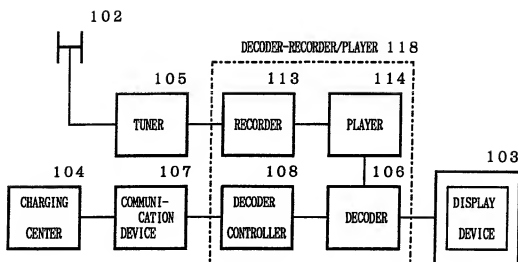 102
DECODER-RECORDER/PLAYER 118
105
113
114
TUNER
RECORDER
PLAYER
104
107
108
106
103
CHARGING
CENTER
COMMUNI-
CATION
DEVICE
DECODER
CONTROLLER
DECODER
DISPLAY
DEVICE